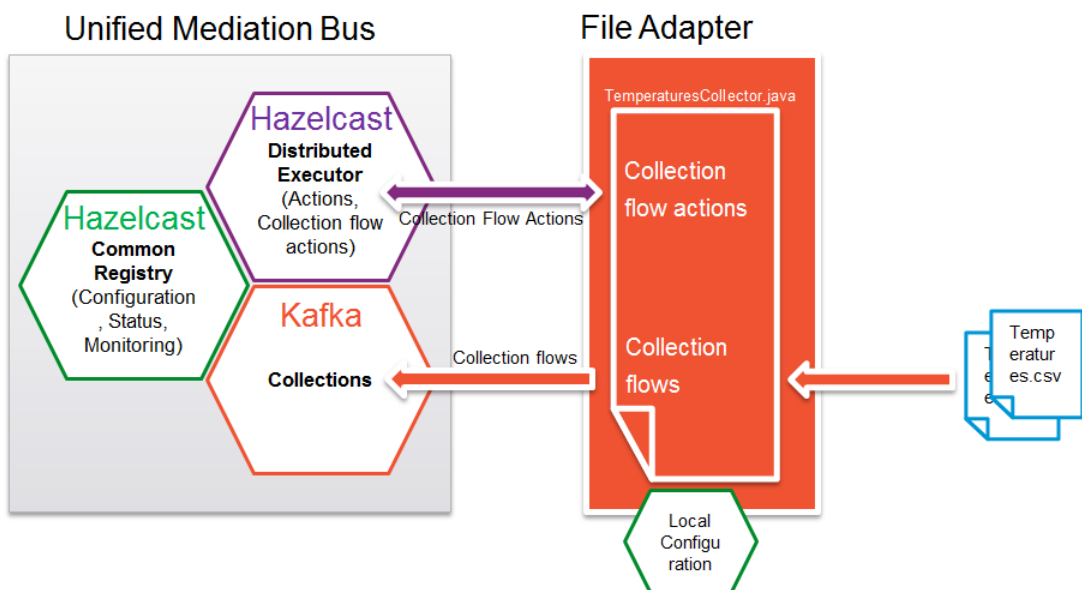 Unified Mediation Bus
File Adapter
Hazelcast
Distributed
Executor
(Actions,
Collection flow
actions)
Hazelcast
Common
Registry
(Configuration
, Status,
Monitoring)
Kafka
Collections
Collection Flow Actions
Collection flows
TemperaturesCollector.java
Collection
flow actions
Collection
flows
Local
Configu
ration
Temp
eratur
es.csv